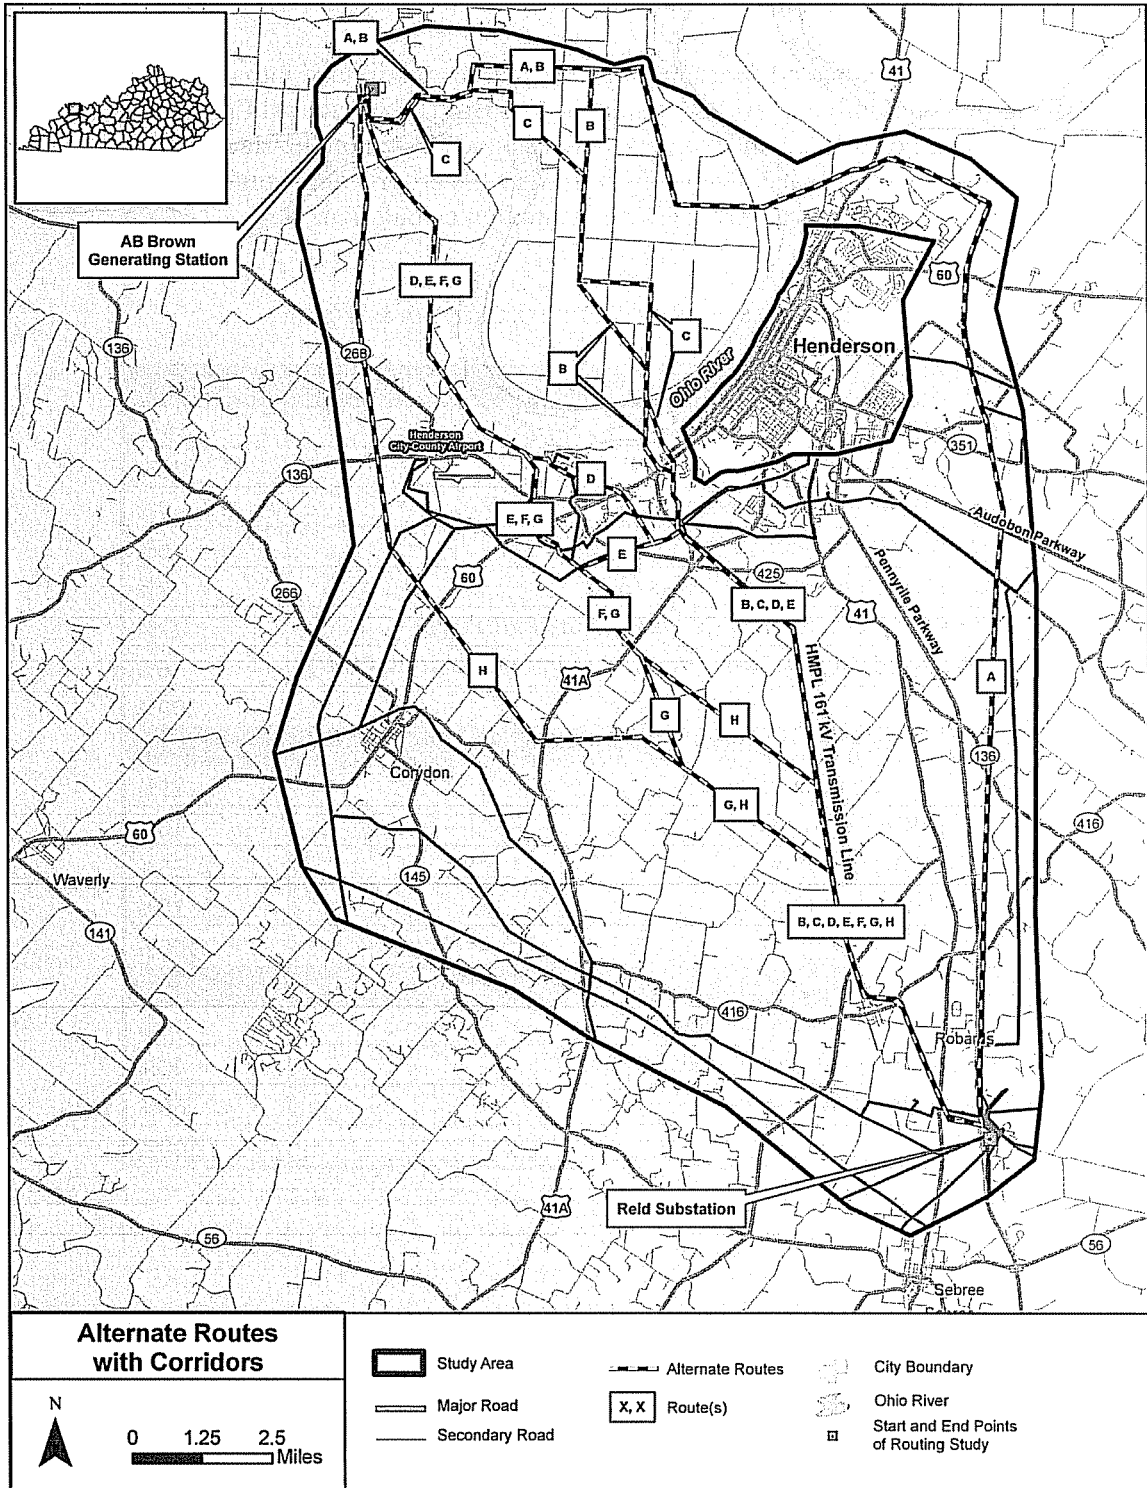 A, B
A, B
41
C
B
C
AB Brown
Generating Station
60
D, E, F, G
136
268
C
Henderson
B
Ohio River
Henderson
City-County Airport
351
136
D
E, F, G
Audobon Parkway
E
60
425
Pennyrile Parkway
266
B, C, D, E
F, G
41
H
41A
HMPL 161 kV Transmission Line
A
G
H
136
Corydon
G, H
416
60
Waverly
145
B, C, D, E, F, G, H
141
416
Robards
Reid Substation
41A
56
56
Sebree
Alternate Routes
with Corridors
N
0 1.25 2.5
Miles
Study Area
Major Road
Secondary Road
Alternate Routes
X, X Route(s)
City Boundary
Ohio River
Start and End Points
of Routing Study